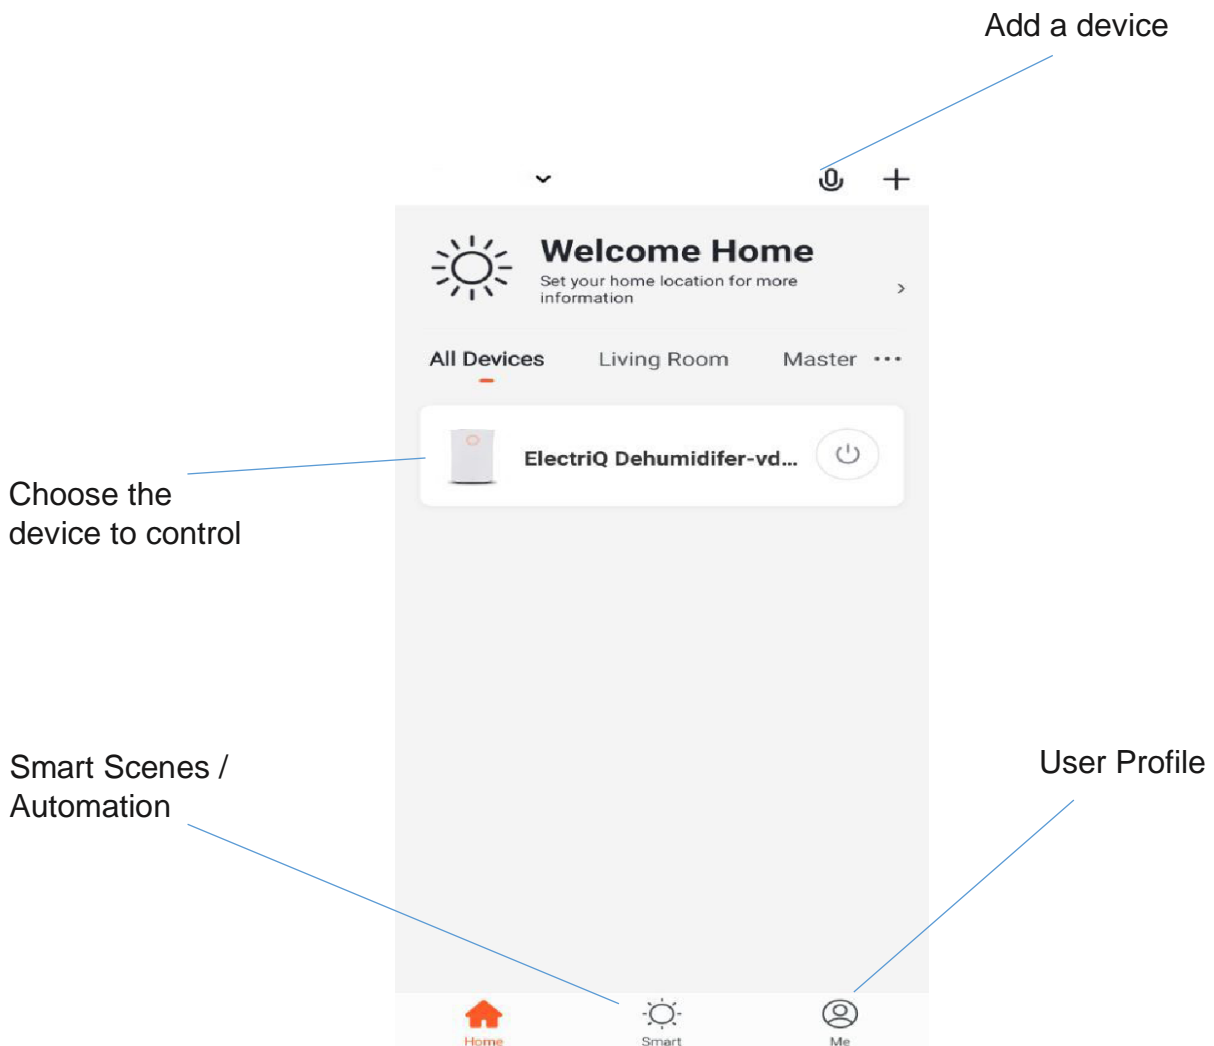 Add a device
Welcome Home
Set your home location for more
information
All Devices
Living Room
Master
ElectriQ Dehumidifer-vd...
Choose the
device to control
Smart Scenes /
Automation
User Profile
Home
Smart
Me